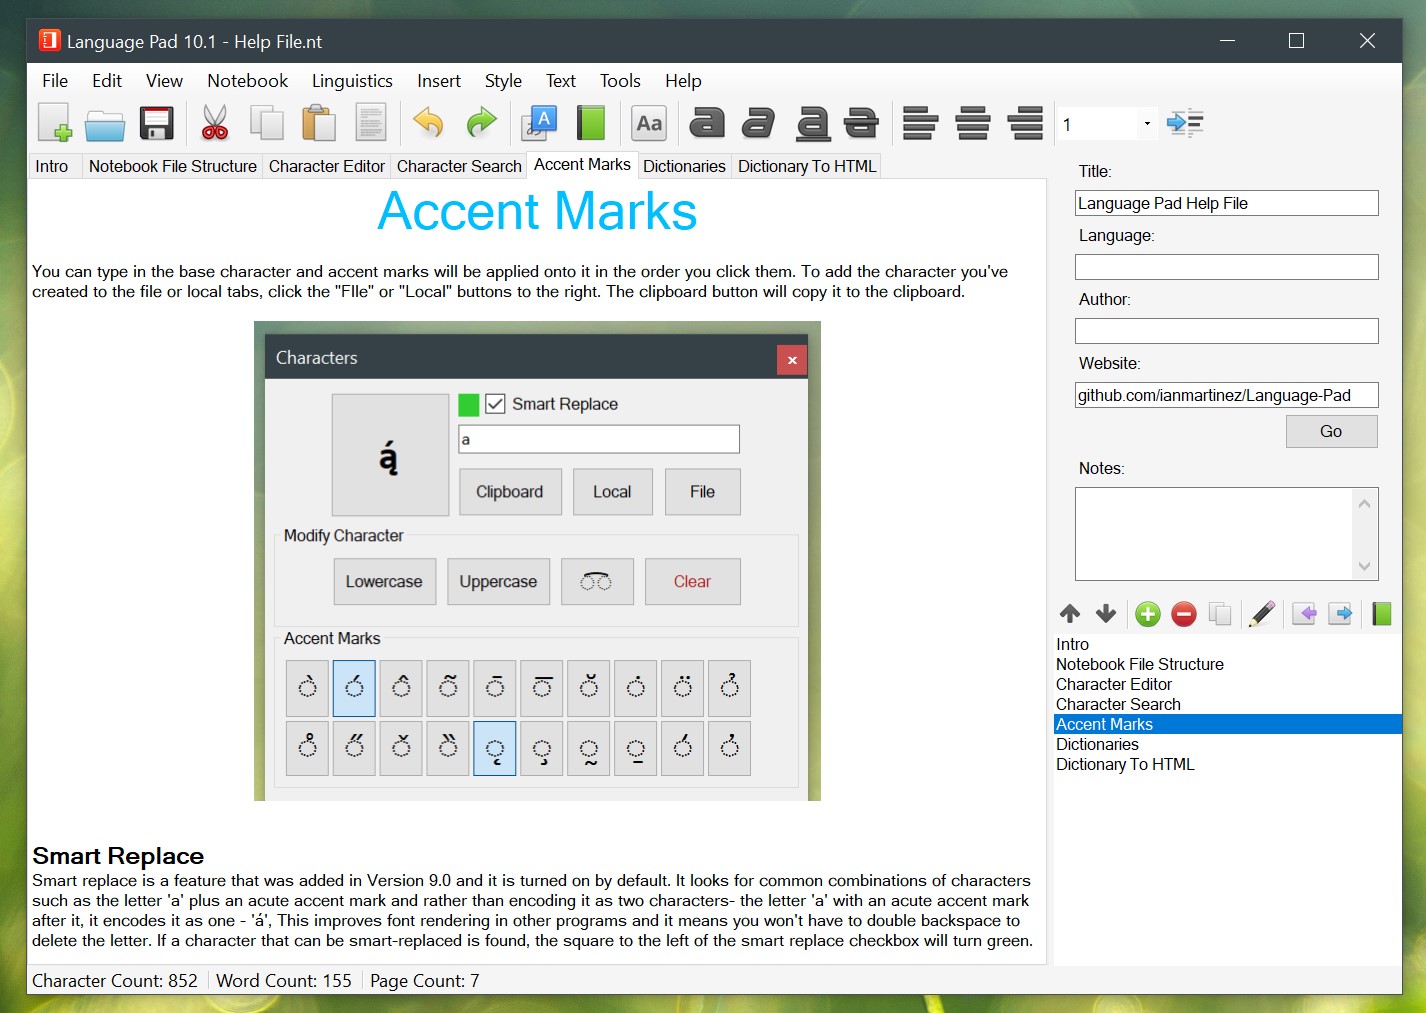 Language Pad 10.1 - Help File.nt
File Edit View Notebook Linguistics Insert Style Text Tools Help
Aa a a a a 1
Intro Notebook File Structure Character Editor Character Search Accent Marks Dictionaries Dictionary To HTML
Accent Marks
You can type in the base character and accent marks will be applied onto it in the order you click them. To add the character you've
created to the file or local tabs, click the "FIle" or "Local" buttons to the right. The clipboard button will copy it to the clipboard.
Characters
Smart Replace
ą́
a
Clipboard Local File
Modify Character
Lowercase Uppercase ◌͡◌ Clear
Accent Marks
◌̀ ◌́ ◌̂ ◌̃ ◌̄ ◌̅ ◌̆ ◌̇ ◌̈ ◌̉
◌̊ ◌̋ ◌̌ ◌̏ ◌̨ ◌̧ ◌̰ ◌̱ ◌́ ◌̓
Smart Replace
Smart replace is a feature that was added in Version 9.0 and it is turned on by default. It looks for common combinations of characters
such as the letter 'a' plus an acute accent mark and rather than encoding it as two characters- the letter 'a' with an acute accent mark
after it, it encodes it as one - 'á', This improves font rendering in other programs and it means you won't have to double backspace to
delete the letter. If a character that can be smart-replaced is found, the square to the left of the smart replace checkbox will turn green.
Title:
Language Pad Help File
Language:
Author:
Website:
github.com/ianmartinez/Language-Pad
Go
Notes:
Intro
Notebook File Structure
Character Editor
Character Search
Accent Marks
Dictionaries
Dictionary To HTML
Character Count: 852 Word Count: 155 Page Count: 7